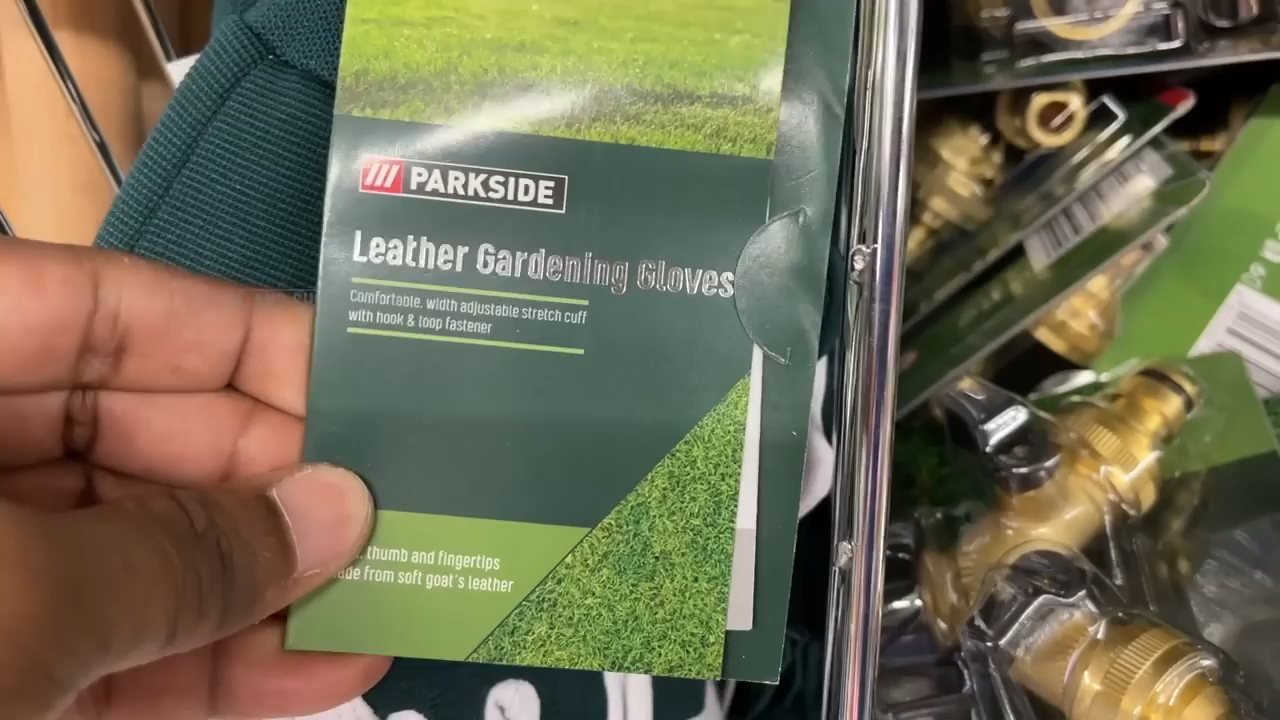 PARKSIDE
Leather Gardening Gloves
Comfortable, width adjustable stretch cuff
with hook & loop fastener
thumb and fingertips
from soft goat's leather